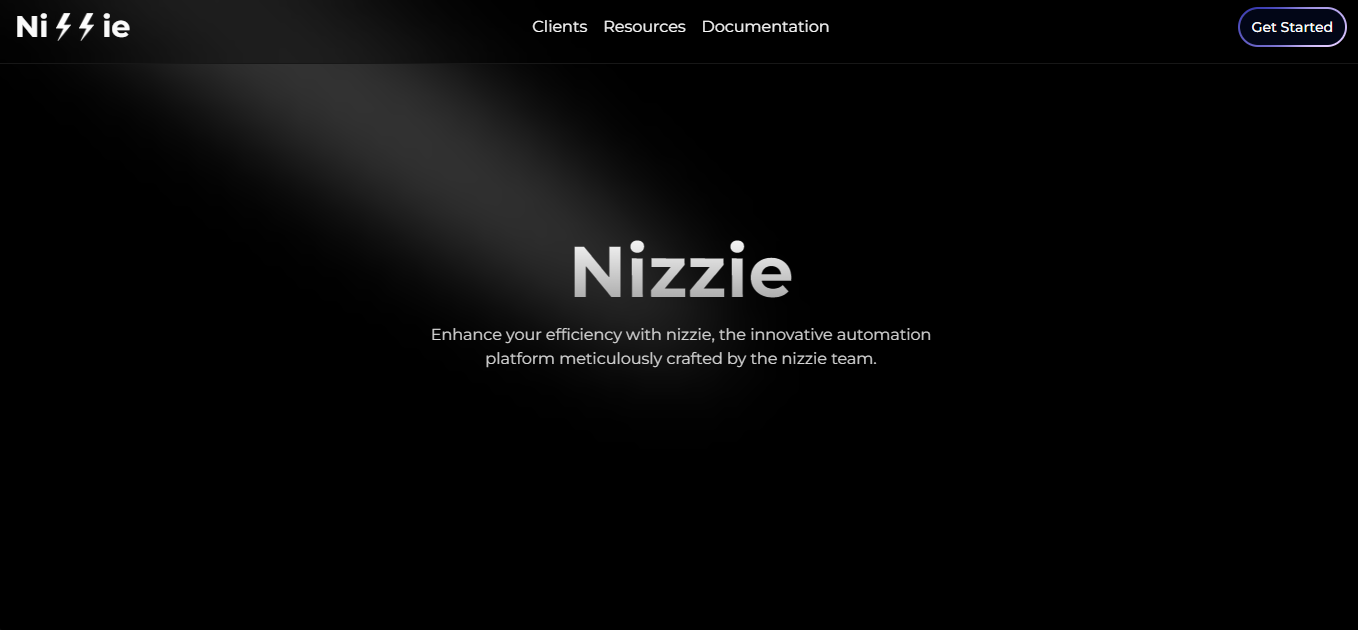 Ni⚡⚡ie
Clients Resources Documentation
Get Started
Nizzie
Enhance your efficiency with nizzie, the innovative automation
platform meticulously crafted by the nizzie team.